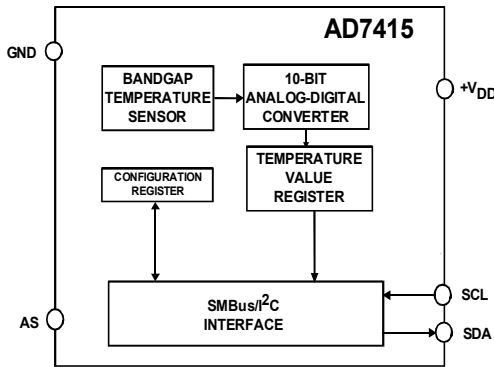 AD7415
GND
+VDD
BANDGAP
TEMPERATURE
SENSOR
10-BIT
ANALOG-DIGITAL
CONVERTER
TEMPERATURE
VALUE
REGISTER
CONFIGURATION
REGISTER
SMBus/I²C
INTERFACE
SCL
AS
SDA